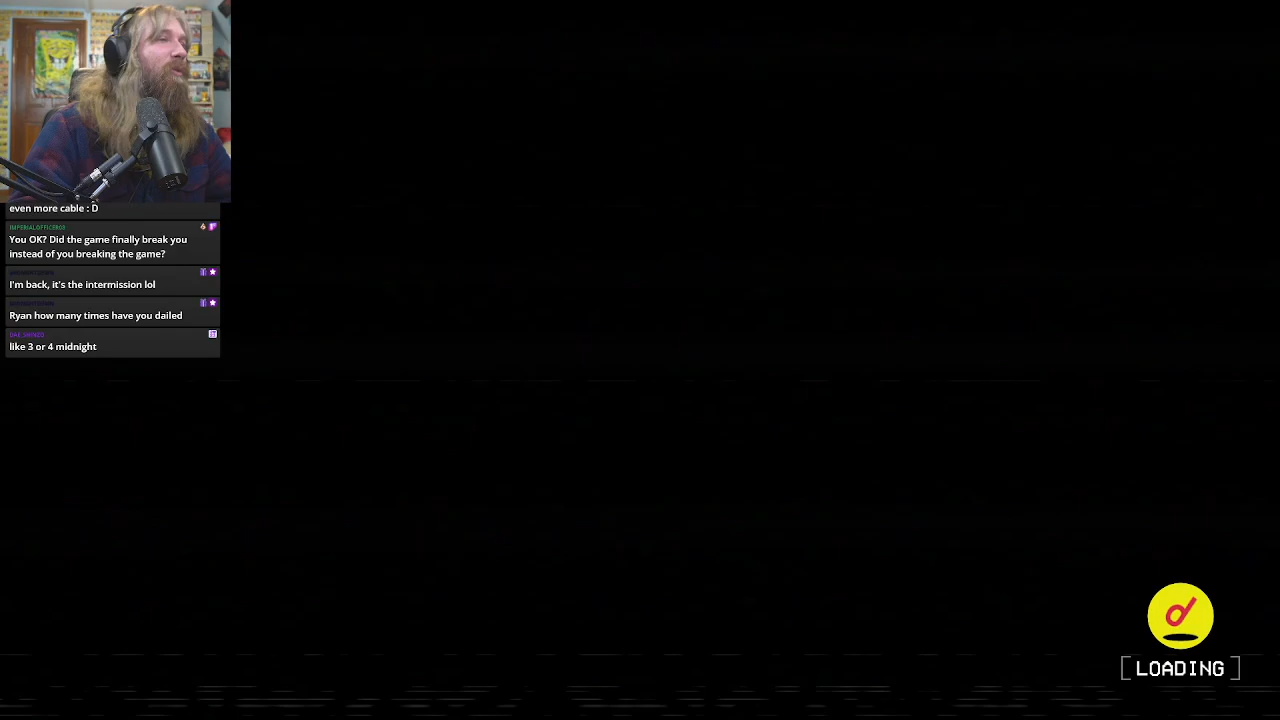 even more cable : D
IMPERIALOFFICER03
You OK? Did the game finally break you
instead of you breaking the game?
I'm back, it's the intermission lol
Ryan how many times have you dailed
like 3 or 4 midnight
[LOADING]